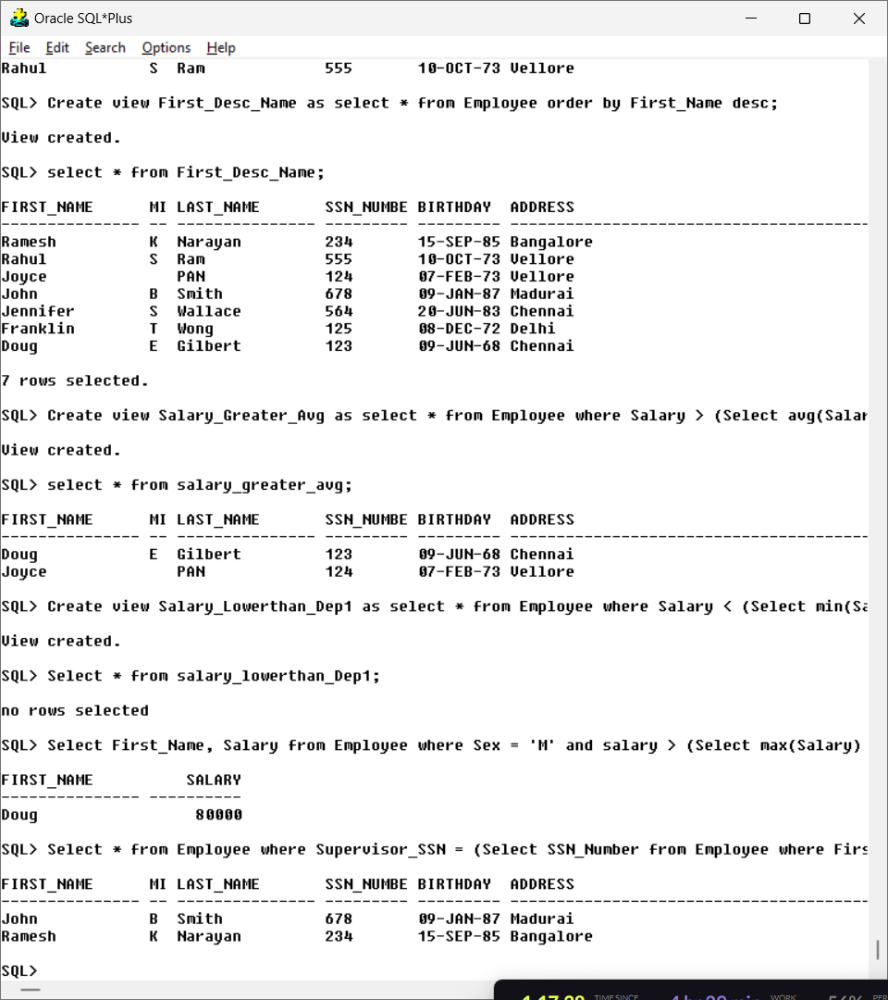 Oracle SQL*Plus
File Edit Search Options Help
Rahul S Ram 555 10-OCT-73 Vellore
SQL> Create view First_Desc_Name as select * from Employee order by First_Name desc;
View created.
SQL> select * from First_Desc_Name;
FIRST_NAME MI LAST_NAME SSN_NUMBE BIRTHDAY ADDRESS
--------------- -- --------------- --------- --------- ---------------------------------------
Ramesh K Narayan 234 15-SEP-85 Bangalore
Rahul S Ram 555 10-OCT-73 Vellore
Joyce PAN 124 07-FEB-73 Vellore
John B Smith 678 09-JAN-87 Madurai
Jennifer S Wallace 564 20-JUN-83 Chennai
Franklin T Wong 125 08-DEC-72 Delhi
Doug E Gilbert 123 09-JUN-68 Chennai
7 rows selected.
SQL> Create view Salary_Greater_Avg as select * from Employee where Salary > (Select avg(Salar
View created.
SQL> select * from salary_greater_avg;
FIRST_NAME MI LAST_NAME SSN_NUMBE BIRTHDAY ADDRESS
--------------- -- --------------- --------- --------- ---------------------------------------
Doug E Gilbert 123 09-JUN-68 Chennai
Joyce PAN 124 07-FEB-73 Vellore
SQL> Create view Salary_Lowerthan_Dep1 as select * from Employee where Salary < (Select min(Sa
View created.
SQL> Select * from salary_lowerthan_Dep1;
no rows selected
SQL> Select First_Name, Salary from Employee where Sex = 'M' and salary > (Select max(Salary)
FIRST_NAME SALARY
--------------- ----------
Doug 80000
SQL> Select * from Employee where Supervisor_SSN = (Select SSN_Number from Employee where Firs
FIRST_NAME MI LAST_NAME SSN_NUMBE BIRTHDAY ADDRESS
--------------- -- --------------- --------- --------- ---------------------------------------
John B Smith 678 09-JAN-87 Madurai
Ramesh K Narayan 234 15-SEP-85 Bangalore
SQL>
TIME SINCE WORK